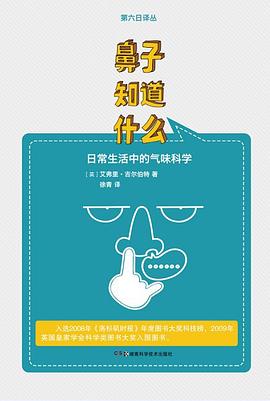 第六日译丛
鼻子
知道
什么
日常生活中的气味科学
［英］艾弗里·吉尔伯特 著
徐青 译
入选2008年《洛杉矶时报》年度图书大奖科技榜、2009年
英国皇家学会科学类图书大奖入围图书。
湖南科学技术出版社